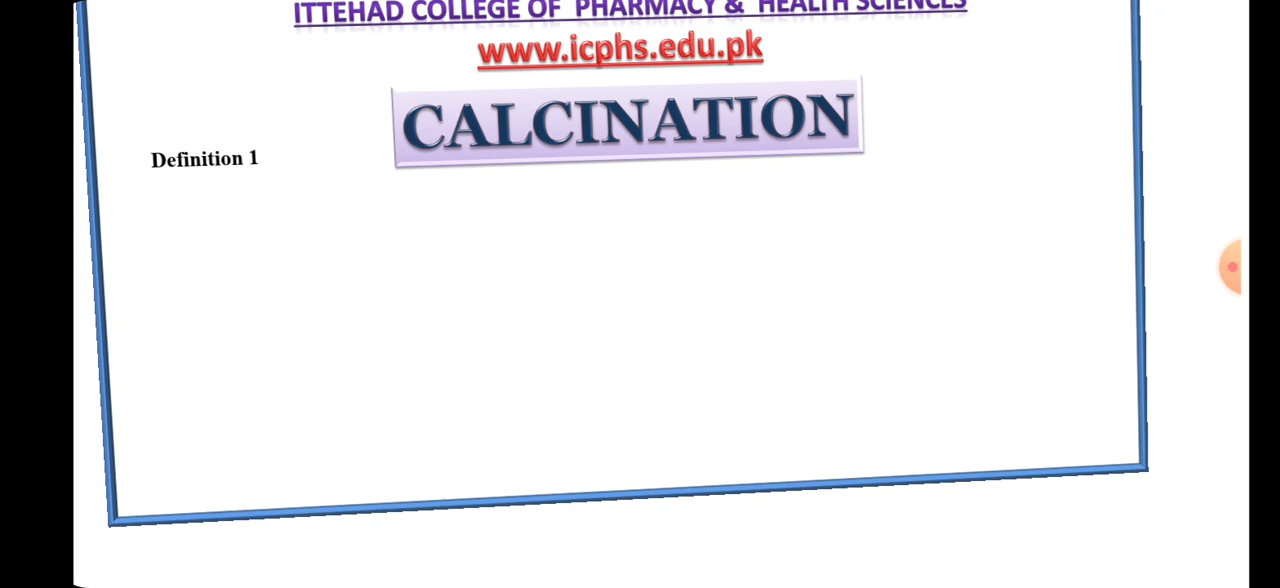 ITTEHAD COLLEGE OF PHARMACY & HEALTH SCIENCES
www.icphs.edu.pk
CALCINATION
Definition 1